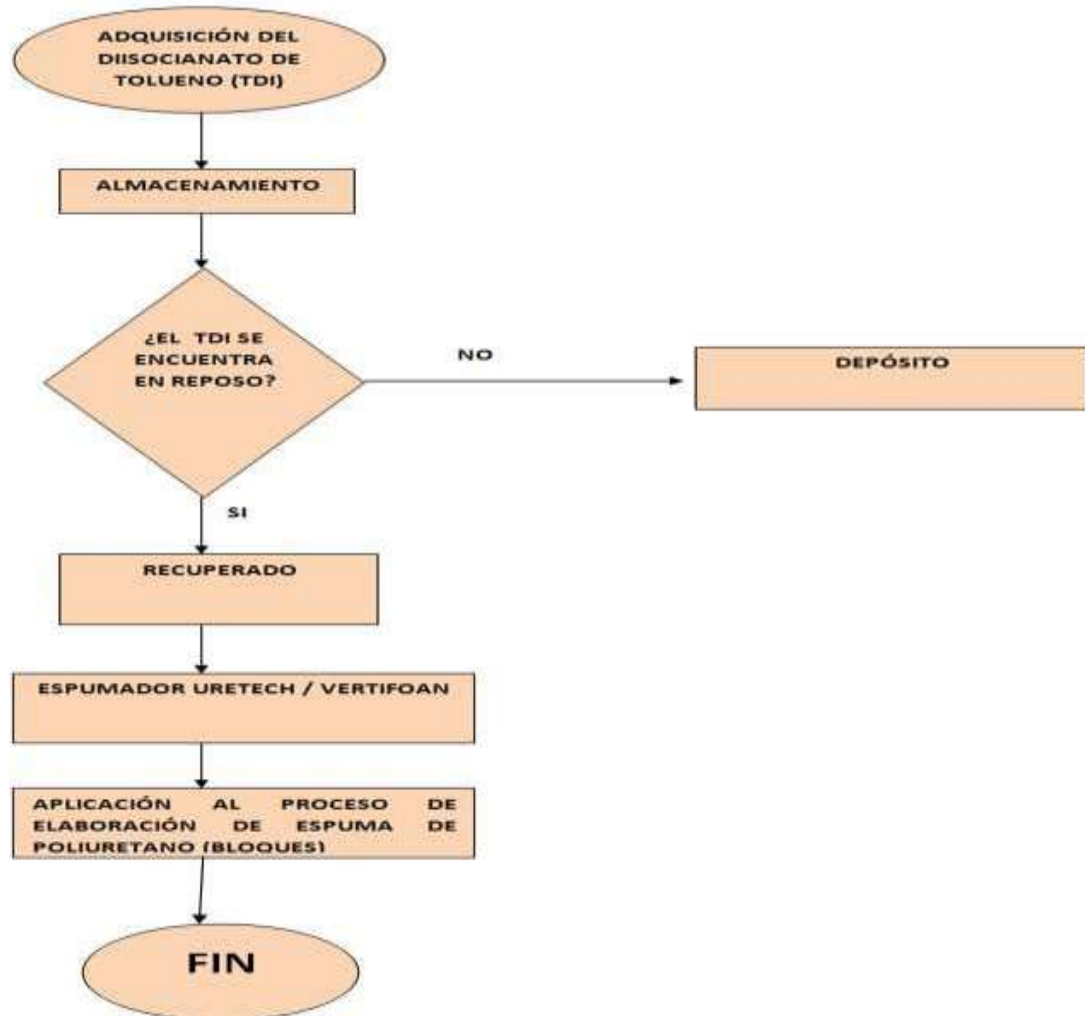 ADQUISICIÓN DEL
DIISOCIANATO DE
TOLUENO (TDI)
ALMACENAMIENTO
¿EL TDI SE
ENCUENTRA
EN REPOSO?
NO
DEPÓSITO
SI
RECUPERADO
ESPUMADOR URETECH / VERTIFOAN
APLICACIÓN AL PROCESO DE
ELABORACIÓN DE ESPUMA DE
POLIURETANO (BLOQUES)
FIN